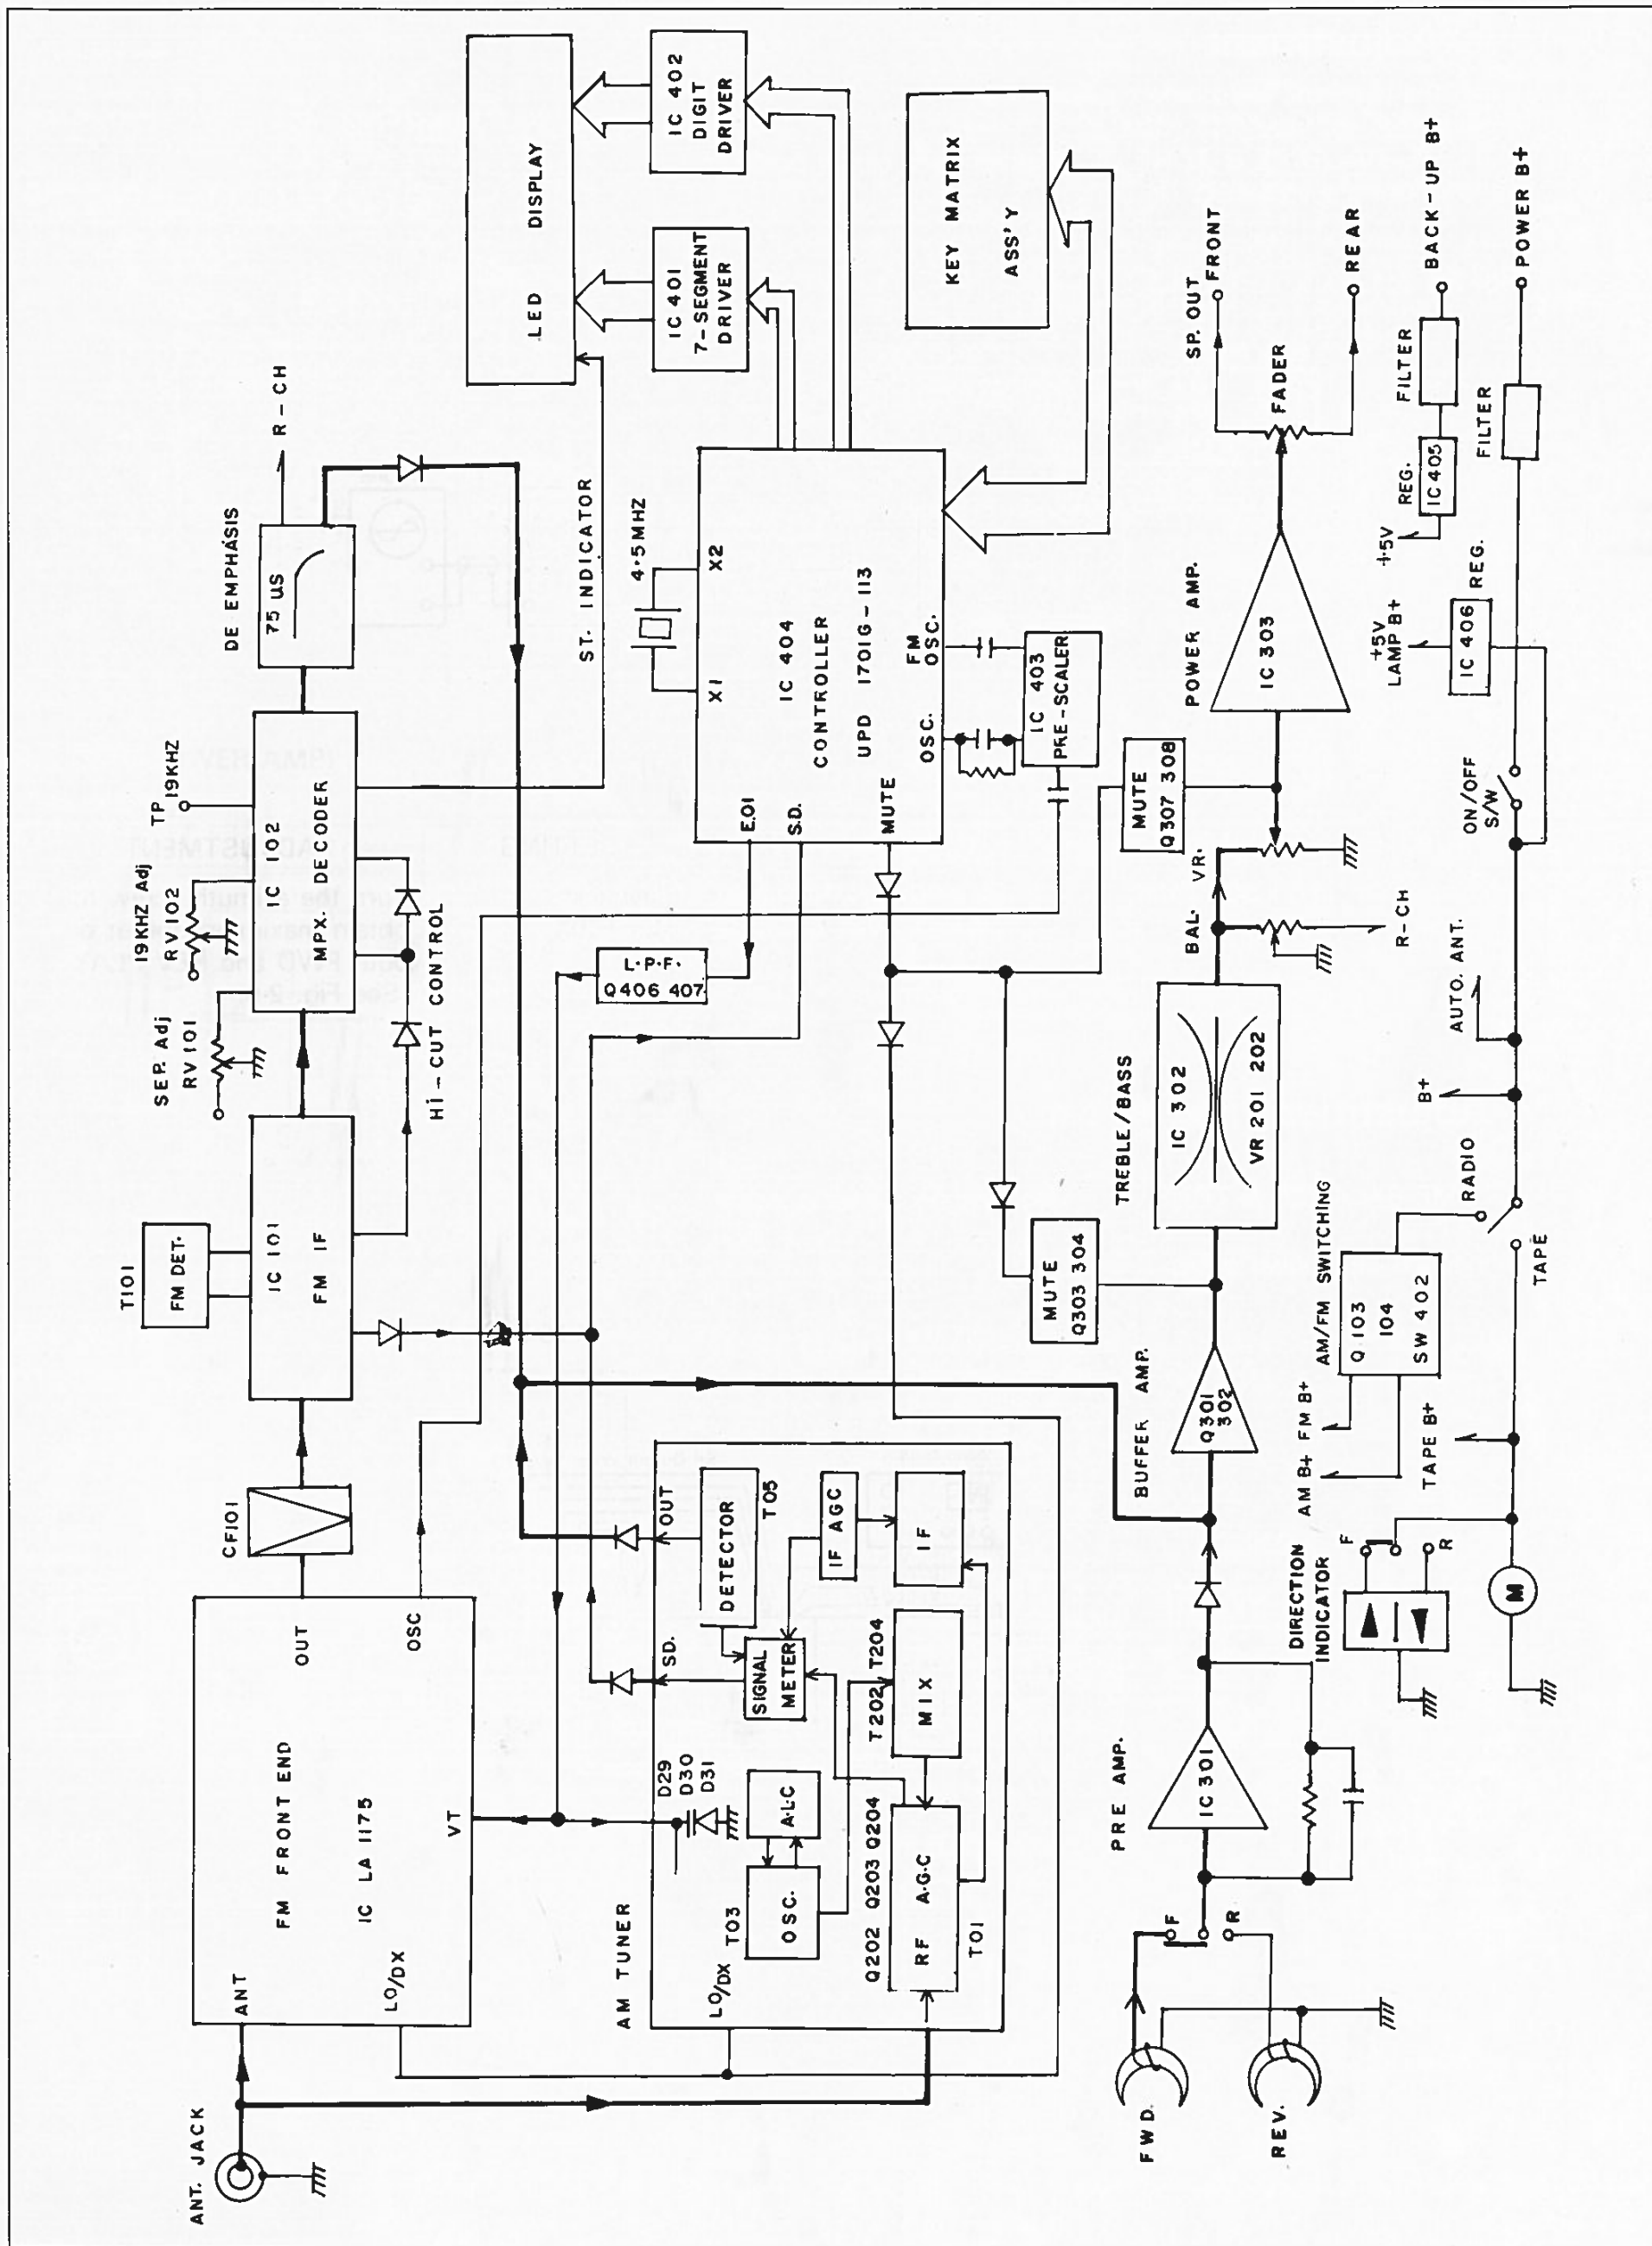 ANT. JACK
ANT
LO/DX
FM FRONT END
IC LA 1175
VT
OUT
OSC
CF101
T101
FM DET.
IC 101
FM IF
SEP. Adj
RV 101
19KHZ Adj
RV 102
TP 19KHZ
IC 102
MPX. DECODER
Hi-CUT CONTROL
DE EMPHASIS
75 US
R-CH
ST. INDICATOR
LED DISPLAY
IC 401
7-SEGMENT
DRIVER
IC 402
DIGIT
DRIVER
4.5MHZ
X1
X2
IC 404
CONTROLLER
UPD 1701G-113
E.O1
S.D.
MUTE
OSC.
FM
OSC.
L.P.F.
Q406 407
IC 403
PRE-SCALER
KEY MATRIX
ASS'Y
AM TUNER
LO/DX
D29
D30
D31
T03
OSC.
A.L.C
SD.
OUT
DETECTOR
T05
SIGNAL
METER
IF AGC
IF
T202, T204
MIX
Q202 Q203 Q204
RF A.G.C
T01
FWD.
REV.
F
R
PRE AMP.
IC 301
BUFFER AMP.
Q301
302
MUTE
Q303 304
TREBLE/BASS
IC 302
VR 201 202
BAL.
VR.
R-CH
MUTE
Q307 308
POWER AMP.
IC 303
FADER
SP. OUT
FRONT
REAR
DIRECTION
INDICATOR
F
R
M
AM B+
FM B+
TAPE B+
AM/FM SWITCHING
Q 103
104
SW 402
RADIO
TAPE
B+
AUTO. ANT.
ON/OFF
S/W
+5V
LAMP B+
IC 406
REG.
+5V
REG.
IC 405
FILTER
BACK-UP B+
FILTER
POWER B+